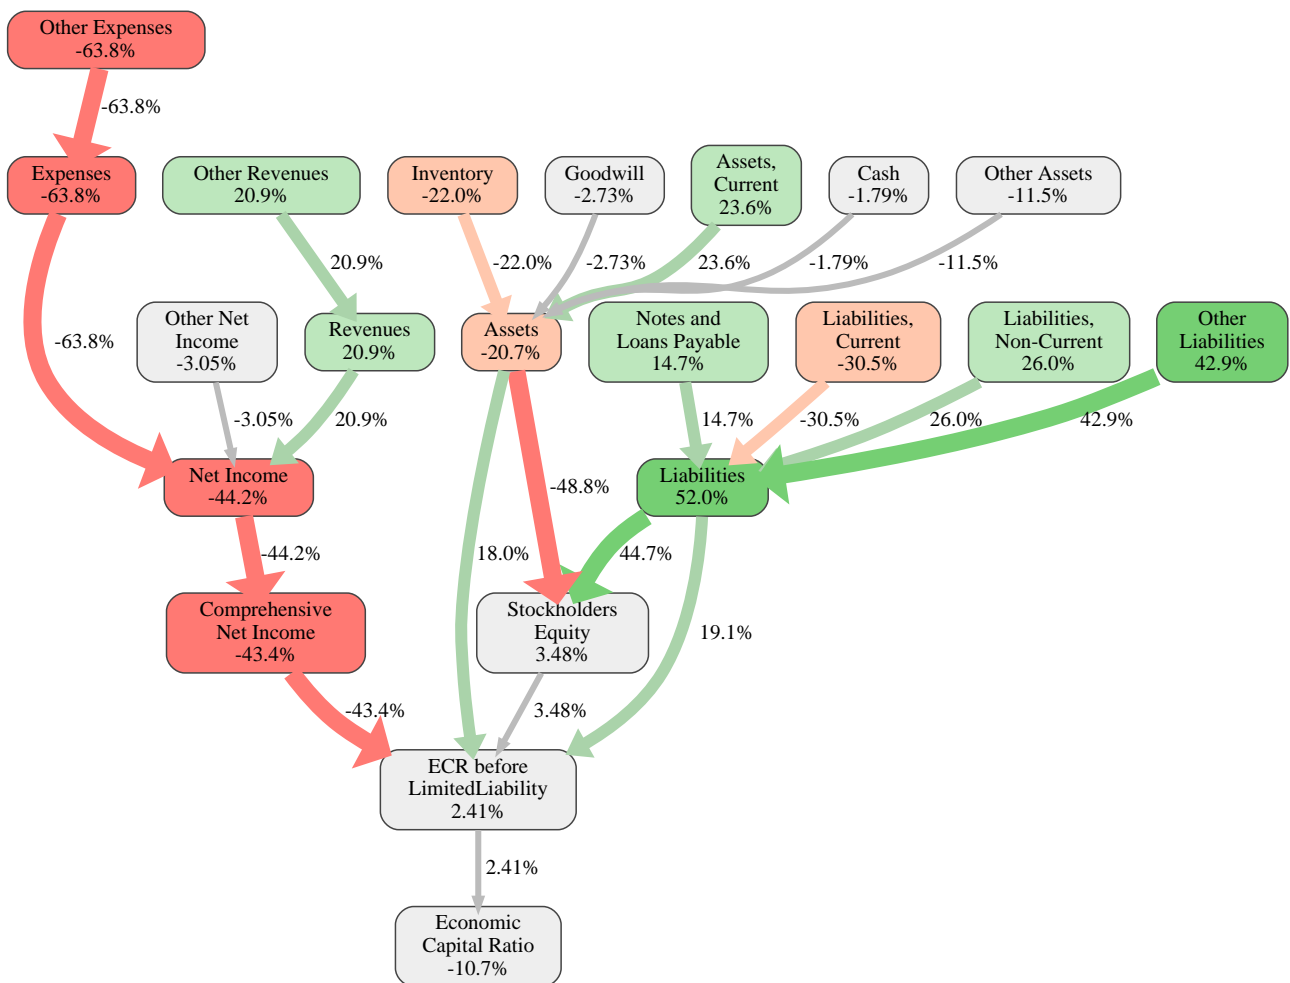 Other Expenses
-63.8%
-63.8%
Expenses
-63.8%
Other Revenues
20.9%
Inventory
-22.0%
Goodwill
-2.73%
Assets,
Current
23.6%
Cash
-1.79%
Other Assets
-11.5%
20.9%
-22.0%
-2.73%
23.6%
-1.79%
-11.5%
-63.8%
Other Net
Income
-3.05%
Revenues
20.9%
Assets
-20.7%
Notes and
Loans Payable
14.7%
Liabilities,
Current
-30.5%
Liabilities,
Non-Current
26.0%
Other
Liabilities
42.9%
-3.05%
20.9%
14.7%
-30.5%
26.0%
42.9%
Net Income
-44.2%
-48.8%
Liabilities
52.0%
-44.2%
18.0%
44.7%
Comprehensive
Net Income
-43.4%
Stockholders
Equity
3.48%
19.1%
-43.4%
3.48%
ECR before
LimitedLiability
2.41%
2.41%
Economic
Capital Ratio
-10.7%